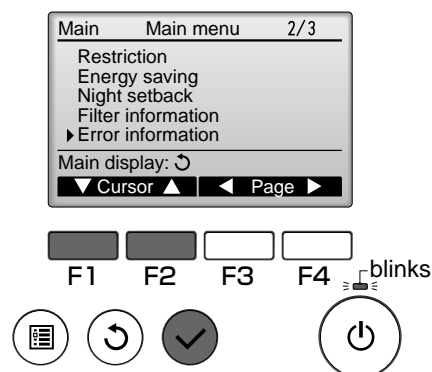 Main Main menu 2/3
Restriction
Energy saving
Night setback
Filter information
Error information
Main display:
Cursor Page
F1 F2 F3 F4
blinks